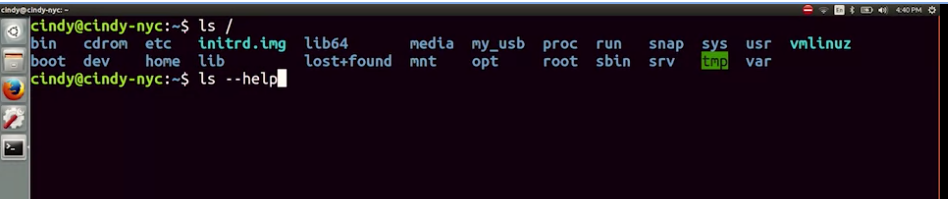 cindy@cindy-nyc: ~
En 4:40 PM
cindy@cindy-nyc:~$ ls /
bin cdrom etc initrd.img lib64 media my_usb proc run snap sys usr vmlinuz
boot dev home lib lost+found mnt opt root sbin srv tmp var
cindy@cindy-nyc:~$ ls --help